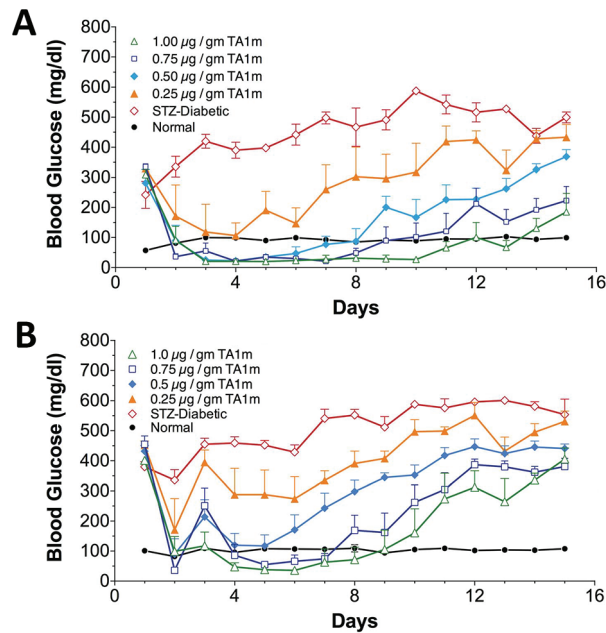 A
800
700
600
500
400
300
200
100
0
Blood Glucose (mg/dl)
1.00 µg / gm TA1m
0.75 µg / gm TA1m
0.50 µg / gm TA1m
0.25 µg / gm TA1m
STZ-Diabetic
Normal
0 4 8 12 16
Days
B
800
700
600
500
400
300
200
100
0
Blood Glucose (mg/dl)
1.0 µg / gm TA1m
0.75 µg / gm TA1m
0.5 µg / gm TA1m
0.25 µg / gm TA1m
STZ-Diabetic
Normal
0 4 8 12 16
Days